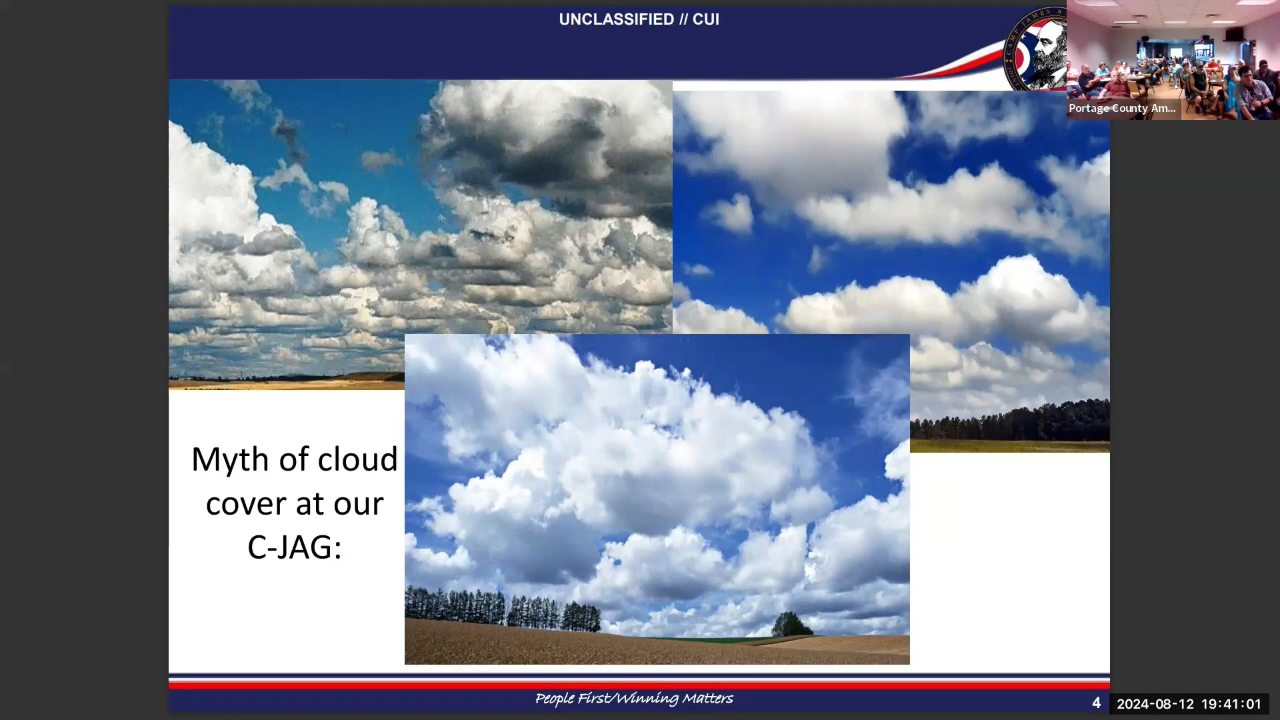 UNCLASSIFIED // CUI
Portage County Am...
Myth of cloud
cover at our
C-JAG:
People First/Winning Matters
4
2024-08-12 19:41:01